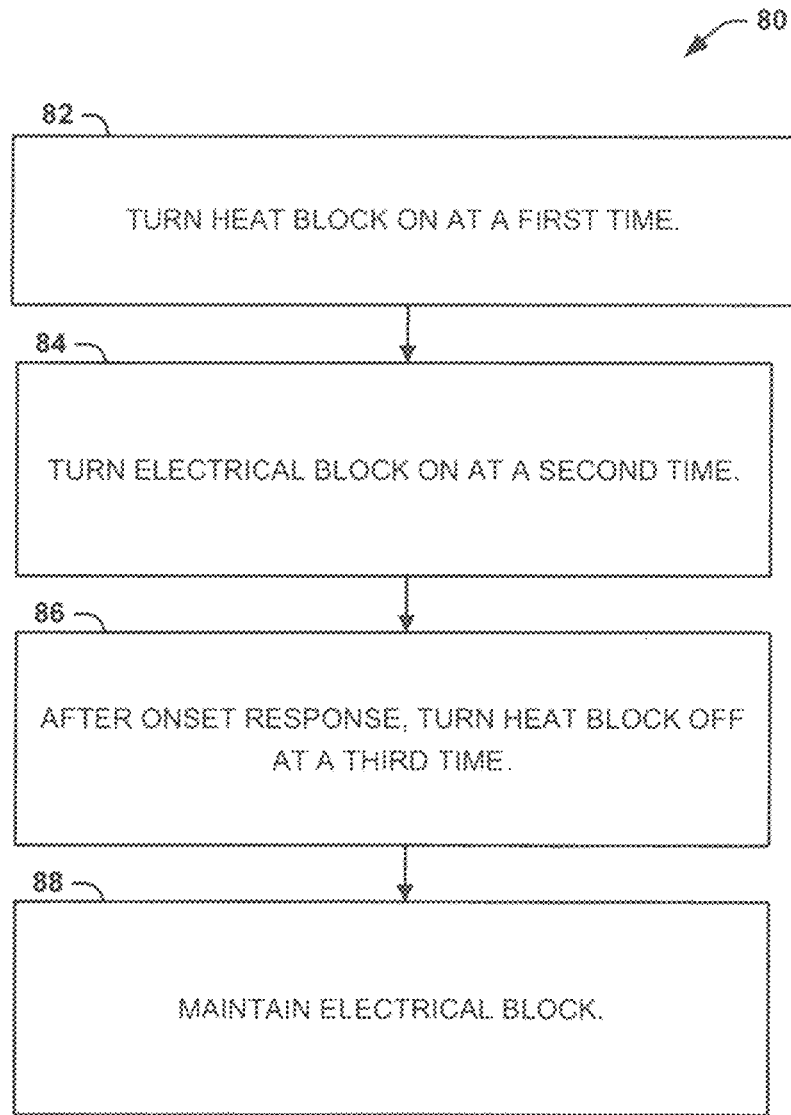 80
82
TURN HEAT BLOCK ON AT A FIRST TIME.
84
TURN ELECTRICAL BLOCK ON AT A SECOND TIME.
86
AFTER ONSET RESPONSE, TURN HEAT BLOCK OFF
AT A THIRD TIME.
88
MAINTAIN ELECTRICAL BLOCK.